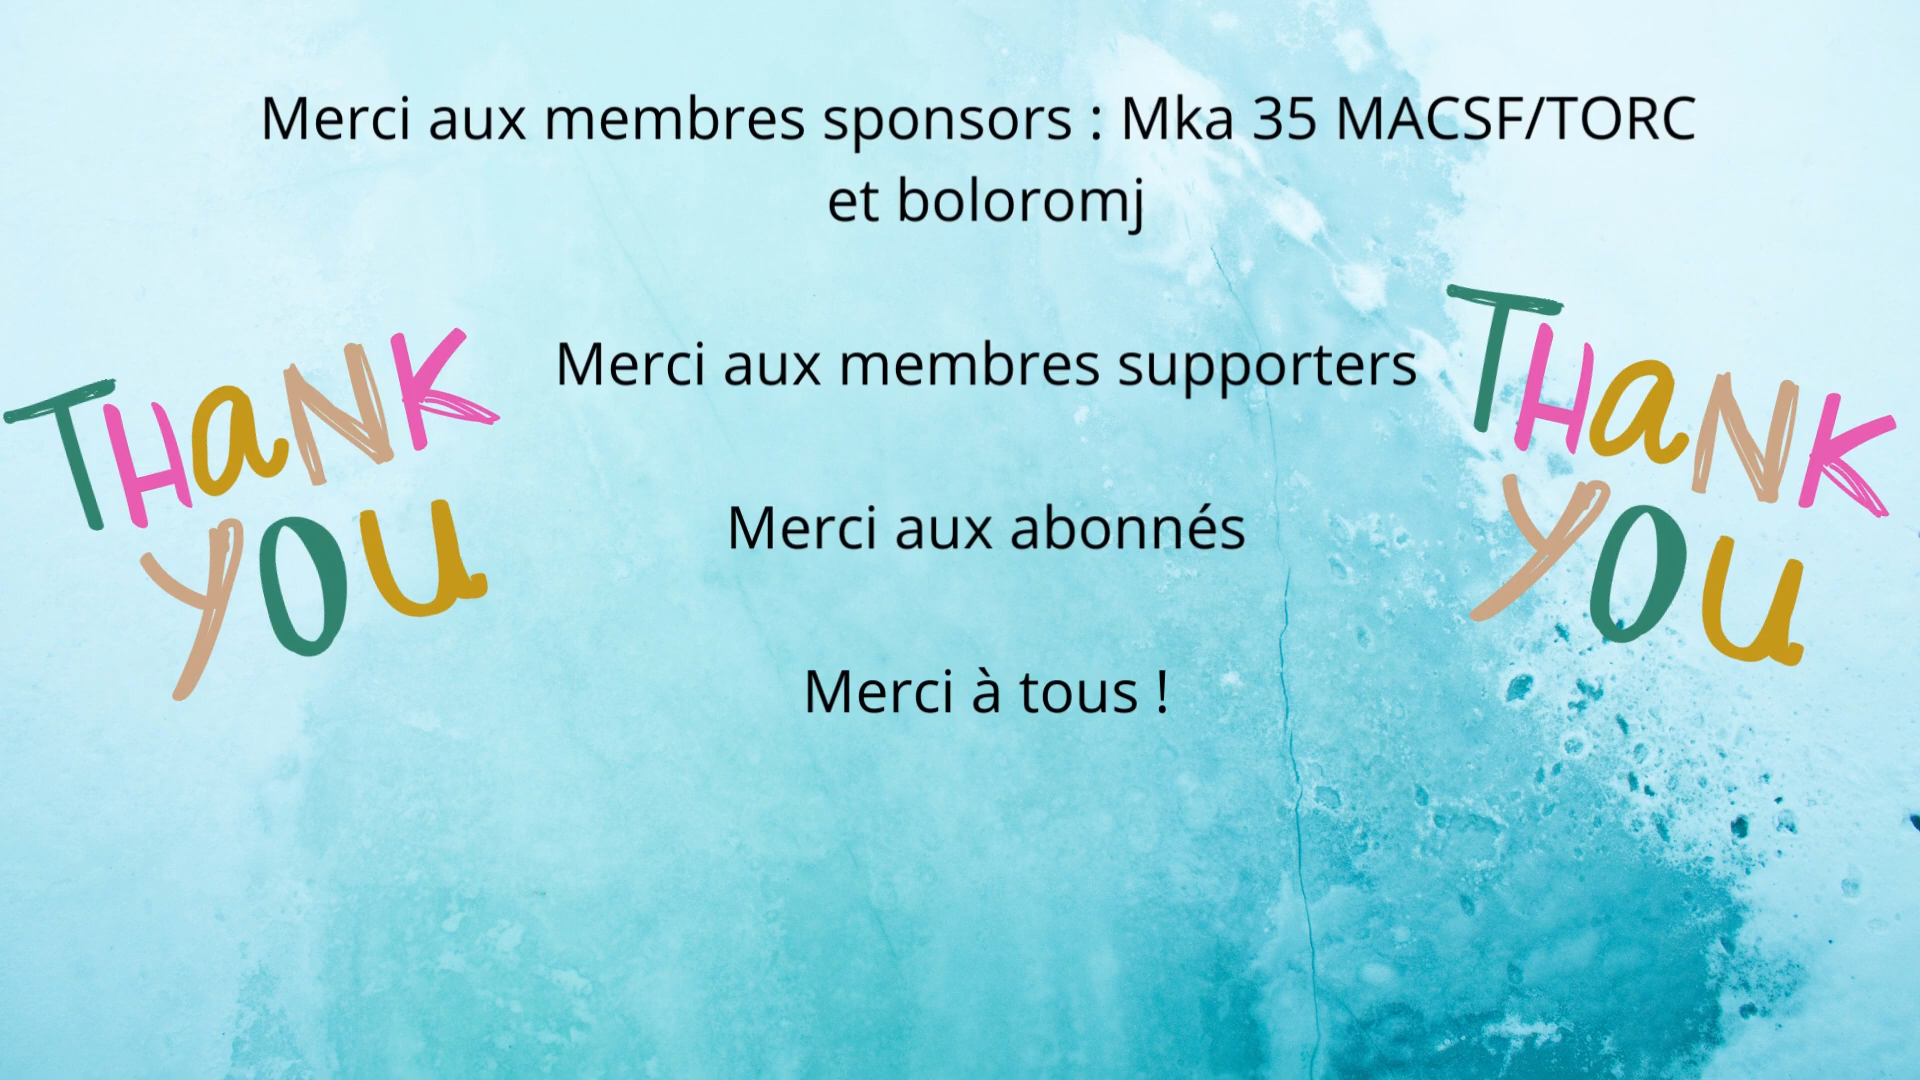 Merci aux membres sponsors : Mka 35 MACSF/TORC
et boloromj
Merci aux membres supporters
THaNK
YOU
THaNK
YOU
Merci aux abonnés
Merci à tous !